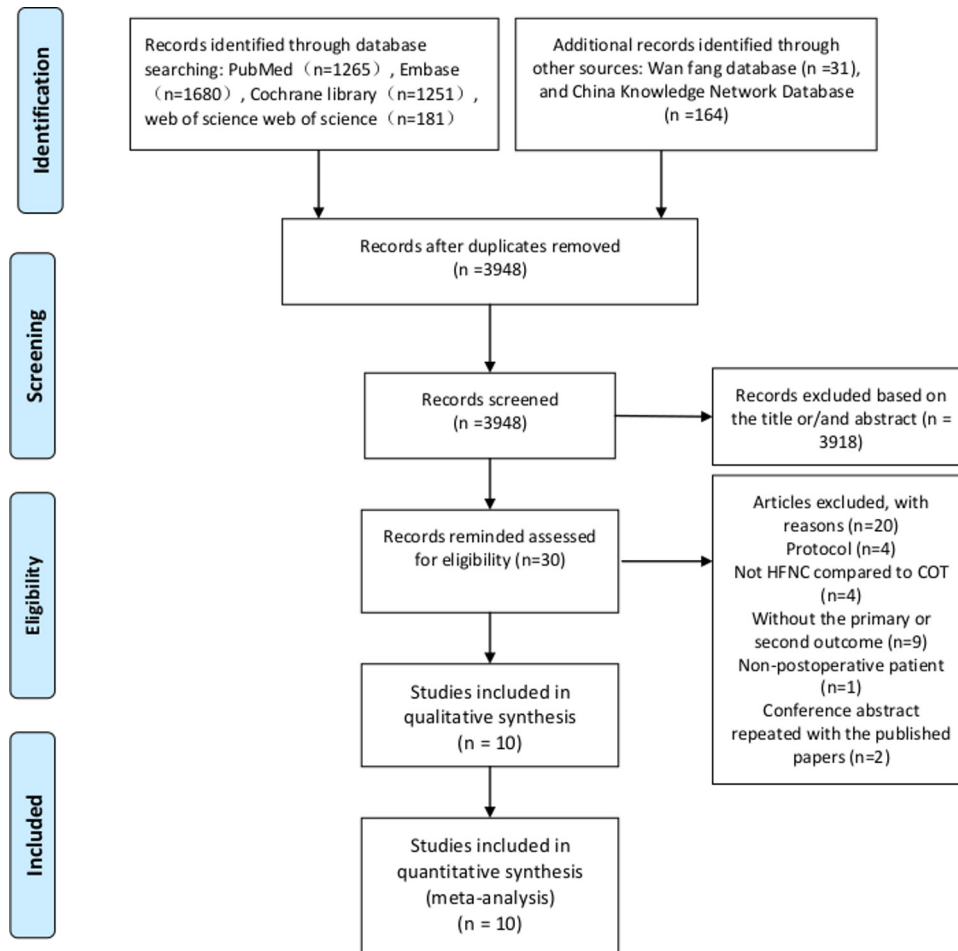 Identification
Records identified through database
searching: PubMed（n=1265）, Embase
（n=1680）, Cochrane library（n=1251）,
web of science web of science（n=181）
Additional records identified through
other sources: Wan fang database (n =31),
and China Knowledge Network Database
(n =164)
Records after duplicates removed
(n =3948)
Screening
Records screened
(n =3948)
Records excluded based on
the title or/and abstract (n =
3918)
Eligibility
Records reminded assessed
for eligibility (n=30)
Articles excluded, with
reasons (n=20)
Protocol (n=4)
Not HFNC compared to COT
(n=4)
Without the primary or
second outcome (n=9)
Non-postoperative patient
(n=1)
Conference abstract
repeated with the published
papers (n=2)
Studies included in
qualitative synthesis
(n = 10)
Included
Studies included in
quantitative synthesis
(meta-analysis)
(n = 10)